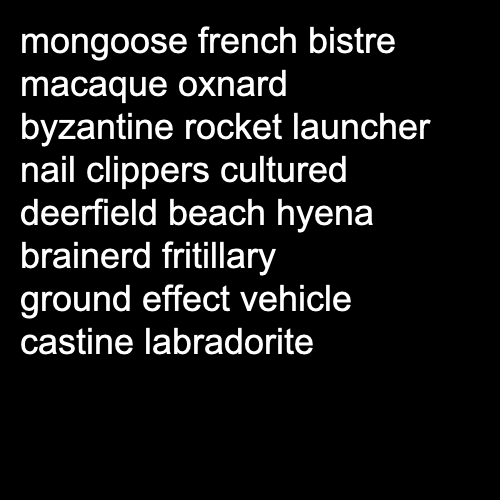 mongoose french bistre
macaque oxnard
byzantine rocket launcher
nail clippers cultured
deerfield beach hyena
brainerd fritillary
ground effect vehicle
castine labradorite